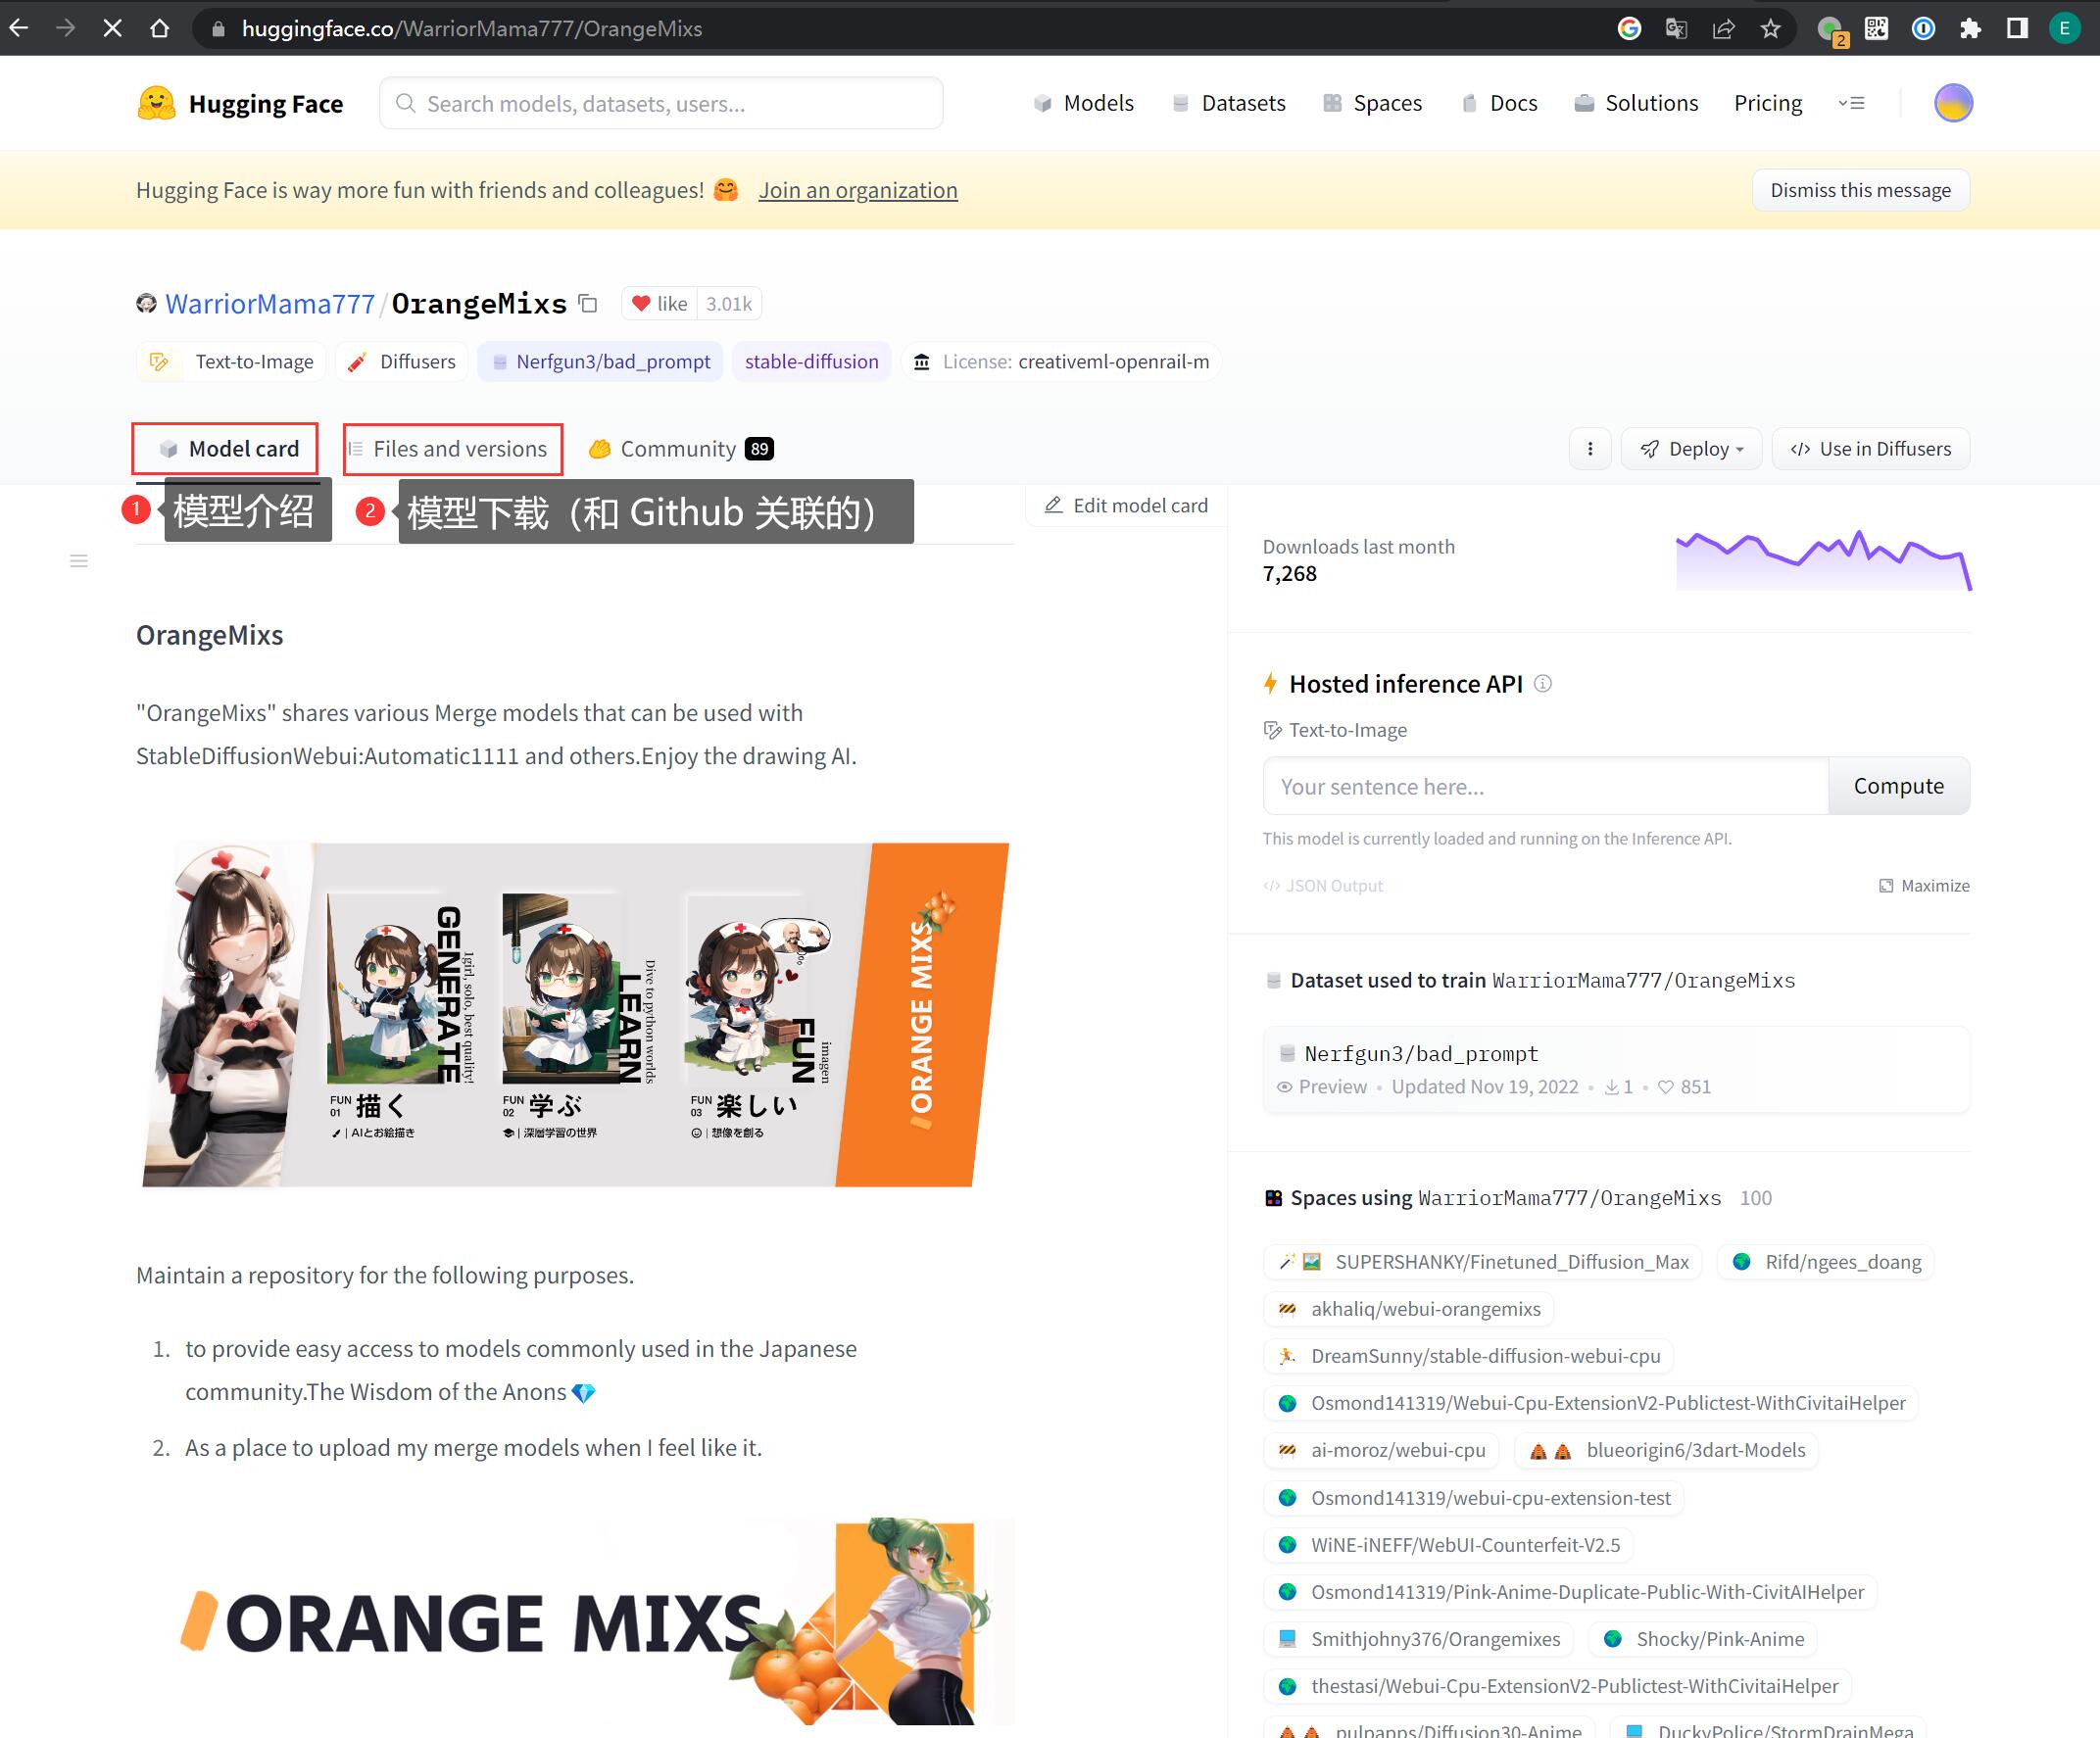 huggingface.co/WarriorMama777/OrangeMixs
2
E
Hugging Face
Search models, datasets, users...
Models
Datasets
Spaces
Docs
Solutions
Pricing
Hugging Face is way more fun with friends and colleagues! 🤗 Join an organization
Dismiss this message
WarriorMama777/OrangeMixs
like 3.01k
Text-to-Image
Diffusers
Nerfgun3/bad_prompt
stable-diffusion
License: creativeml-openrail-m
Model card
Files and versions
Community 89
Deploy
Use in Diffusers
1 模型介绍
2 模型下载（和 Github 关联的）
Edit model card
OrangeMixs
"OrangeMixs" shares various Merge models that can be used with
StableDiffusionWebui:Automatic1111 and others.Enjoy the drawing AI.
GENERATE
1girl, solo, best quality!
FUN 01 描く
AIとお絵描き
LEARN
Dive to python worlds
FUN 02 学ぶ
深層学習の世界
FUN
imagen
FUN 03 楽しい
想像を創る
ORANGE MIXS
Maintain a repository for the following purposes.
1. to provide easy access to models commonly used in the Japanese
community.The Wisdom of the Anons💎
2. As a place to upload my merge models when I feel like it.
ORANGE MIXS
Downloads last month
7,268
Hosted inference API
Text-to-Image
Your sentence here...
Compute
This model is currently loaded and running on the Inference API.
JSON Output
Maximize
Dataset used to train WarriorMama777/OrangeMixs
Nerfgun3/bad_prompt
Preview • Updated Nov 19, 2022 • 1 • 851
Spaces using WarriorMama777/OrangeMixs 100
SUPERSHANKY/Finetuned_Diffusion_Max
Rifd/ngees_doang
akhaliq/webui-orangemixs
DreamSunny/stable-diffusion-webui-cpu
Osmond141319/Webui-Cpu-ExtensionV2-Publictest-WithCivitaiHelper
ai-moroz/webui-cpu
blueorigin6/3dart-Models
Osmond141319/webui-cpu-extension-test
WiNE-iNEFF/WebUI-Counterfeit-V2.5
Osmond141319/Pink-Anime-Duplicate-Public-With-CivitAIHelper
Smithjohny376/Orangemixes
Shocky/Pink-Anime
thestasi/Webui-Cpu-ExtensionV2-Publictest-WithCivitaiHelper
pulpapps/Diffusion30-Anime
DuckyPolice/StormDrainMega